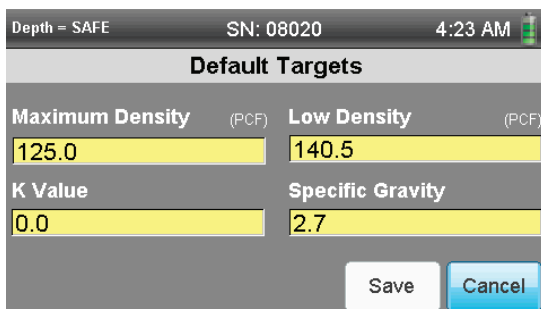 Depth = SAFE SN: 08020 4:23 AM
Default Targets
Maximum Density (PCF) Low Density (PCF)
125.0 140.5
K Value Specific Gravity
0.0 2.7
Save Cancel